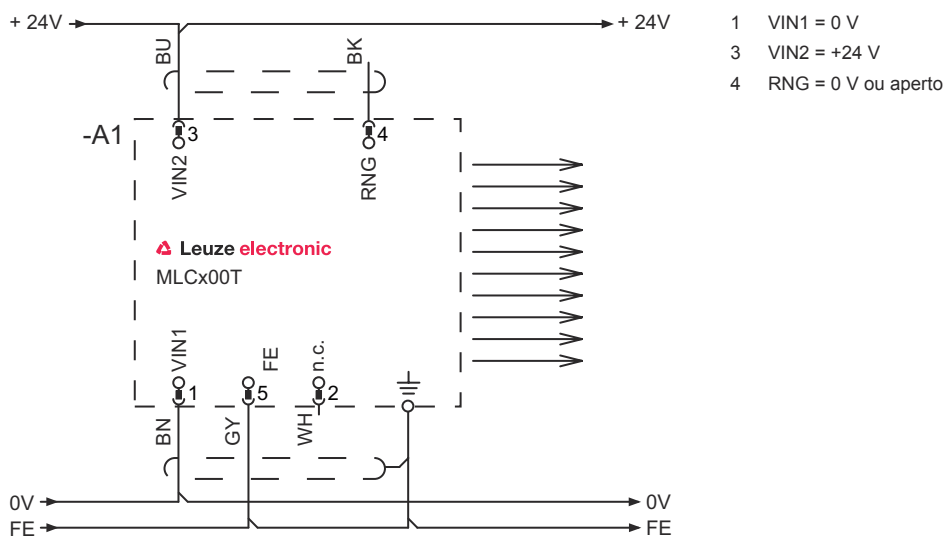 + 24V
+ 24V
1 VIN1 = 0 V
3 VIN2 = +24 V
4 RNG = 0 V ou aperto
BU
BK
-A1
3
4
VIN2
RNG
Leuze electronic
MLCx00T
VIN1
FE
n.c.
1
5
2
BN
GY
WH
0V
0V
FE
FE